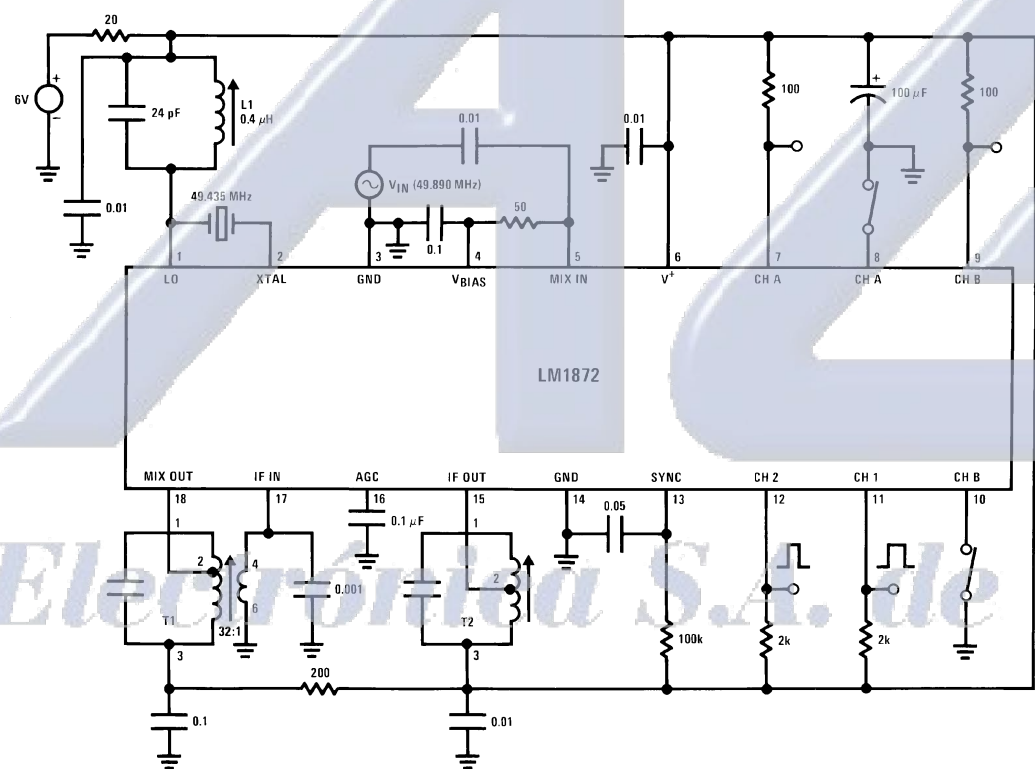 20
6V
+
−
24 pF
L1
0.4 μH
0.01
49.435 MHz
0.01
VIN (49.890 MHz)
0.1
50
0.01
100
+
100 μF
100
1
2
3
4
5
6
7
8
9
LO
XTAL
GND
VBIAS
MIX IN
V+
CH A
CH A
CH B
LM1872
MIX OUT
IF IN
AGC
IF OUT
GND
SYNC
CH 2
CH 1
CH B
18
17
16
15
14
13
12
11
10
1
2
T1
32:1
4
6
3
0.001
0.1 μF
1
2
T2
3
0.05
100k
2k
2k
200
0.1
0.01
Electrónica S.A. de